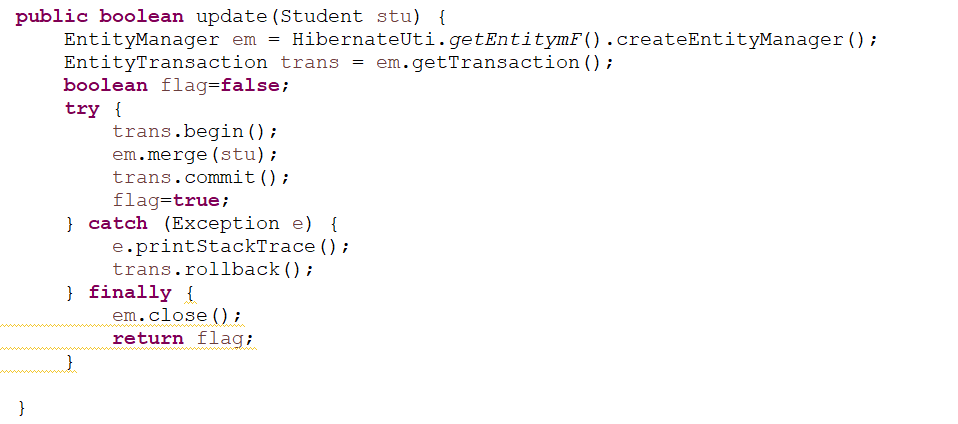 public boolean update(Student stu) {
    EntityManager em = HibernateUti.getEntitymF().createEntityManager();
    EntityTransaction trans = em.getTransaction();
    boolean flag=false;
    try {
        trans.begin();
        em.merge(stu);
        trans.commit();
        flag=true;
    } catch (Exception e) {
        e.printStackTrace();
        trans.rollback();
    } finally {
        em.close();
        return flag;
    }
}